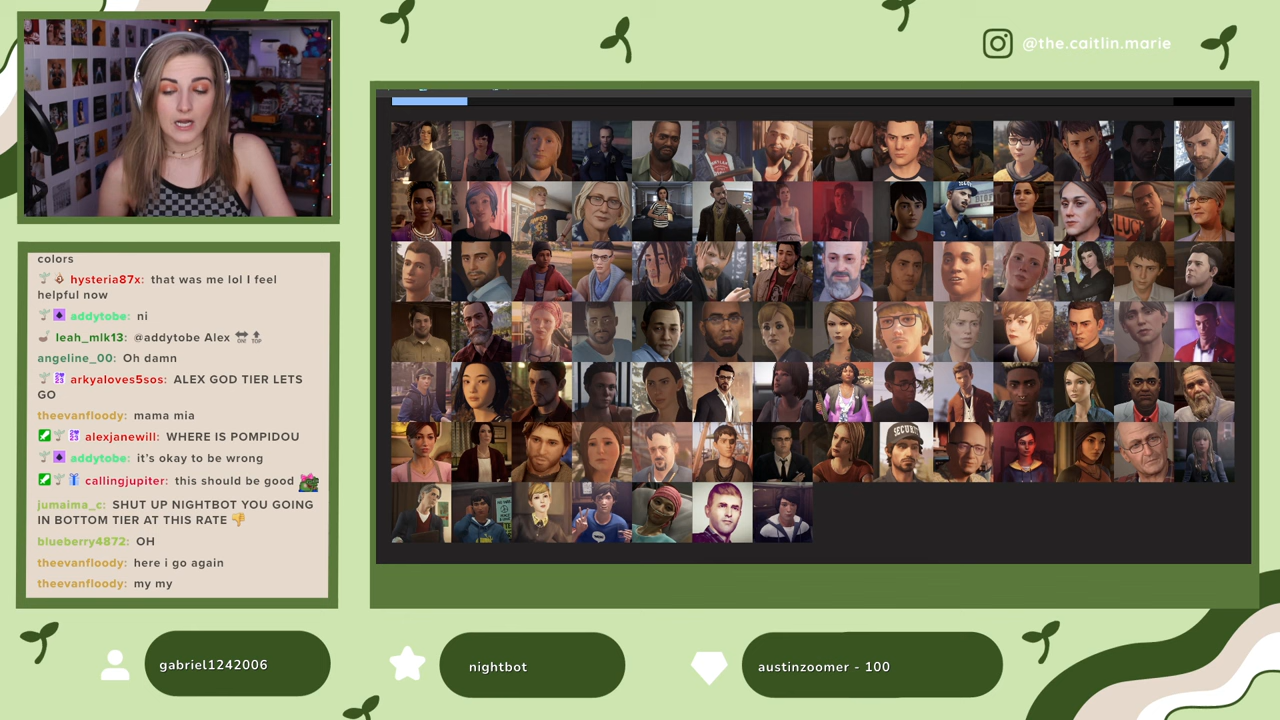 @the.caitlin.marie
colors
hysteria87x: that was me lol I feel
helpful now
addytobe: ni
leah_mlk13: @addytobe Alex ON! TOP
angeline_00: Oh damn
arkyaloves5sos: ALEX GOD TIER LETS
GO
theevanfloody: mama mia
alexjanewill: WHERE IS POMPIDOU
addytobe: it's okay to be wrong
callingjupiter: this should be good
jumaima_c: SHUT UP NIGHTBOT YOU GOING
IN BOTTOM TIER AT THIS RATE
blueberry4872: OH
theevanfloody: here i go again
theevanfloody: my my
SECURITY
gabriel1242006
nightbot
austinzoomer - 100